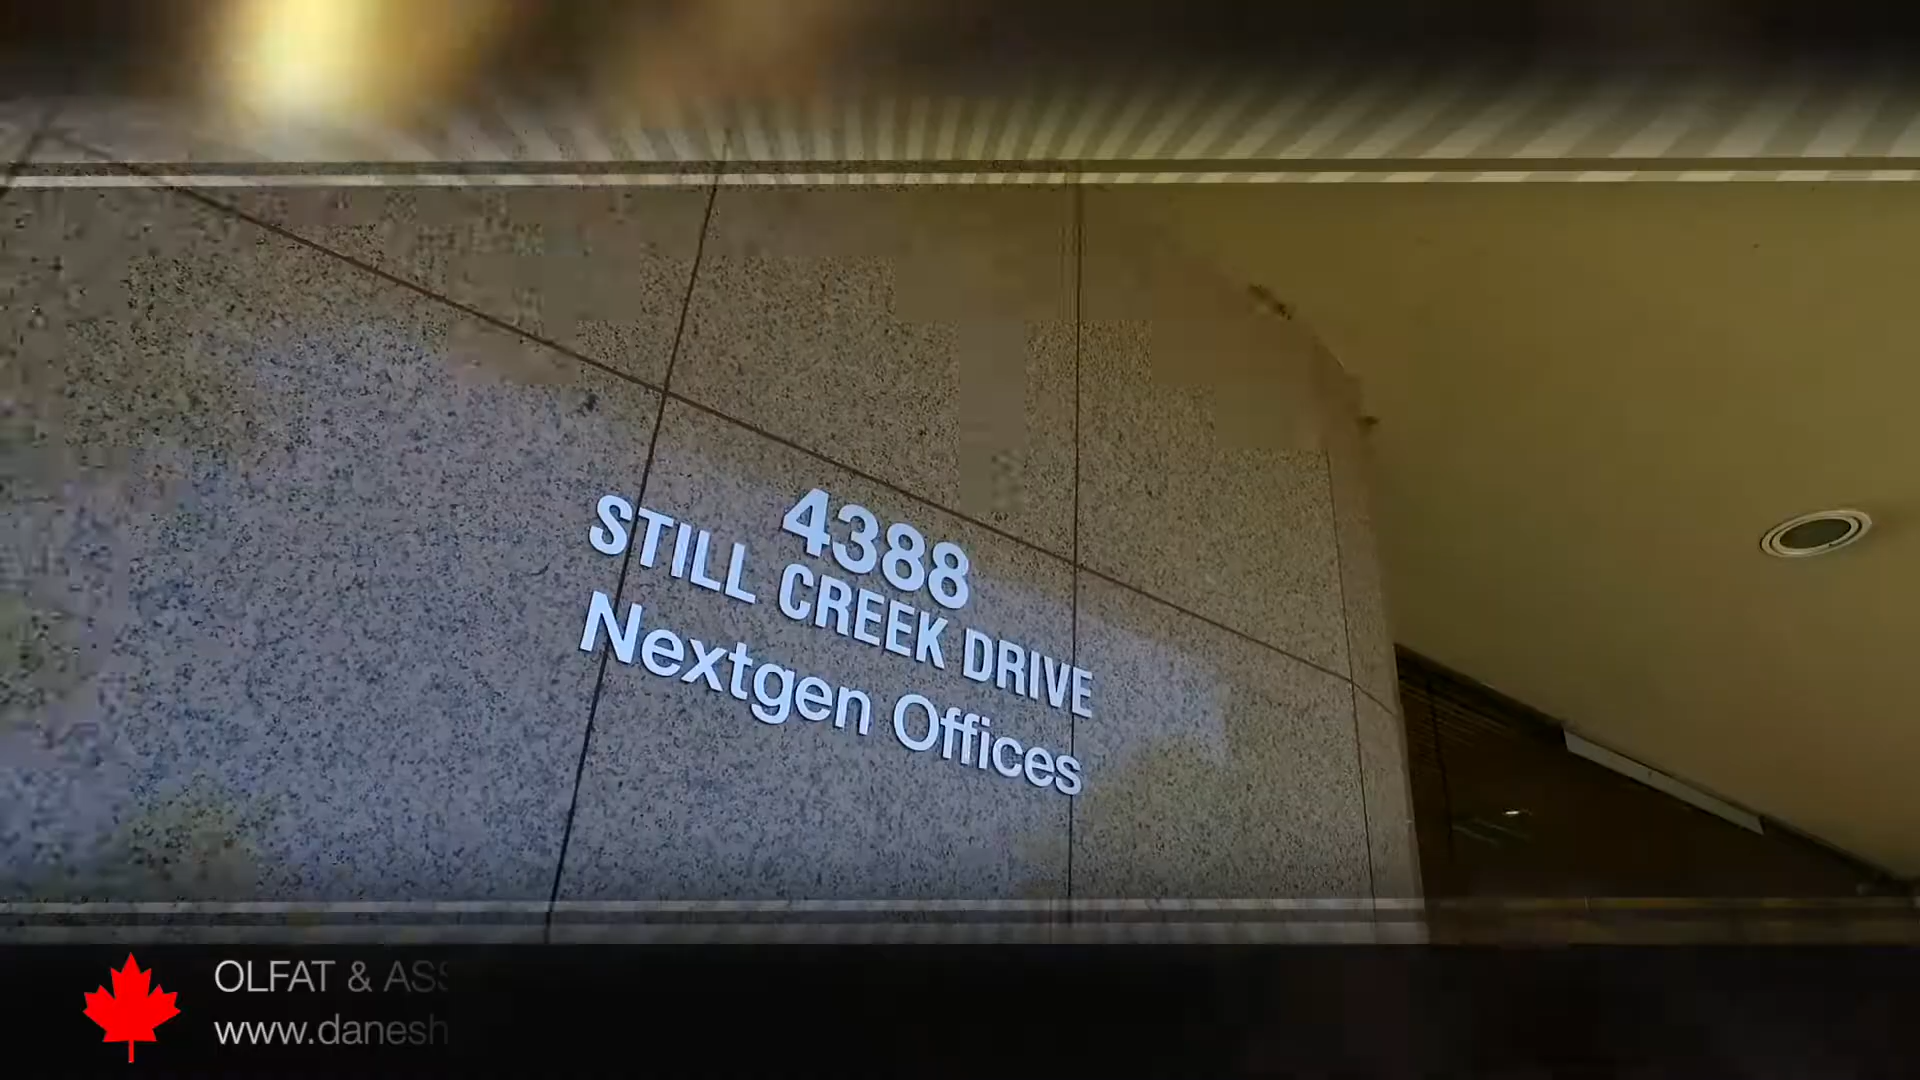 4388
STILL CREEK DRIVE
Nextgen Offices
OLFAT & ASS
www.danesh